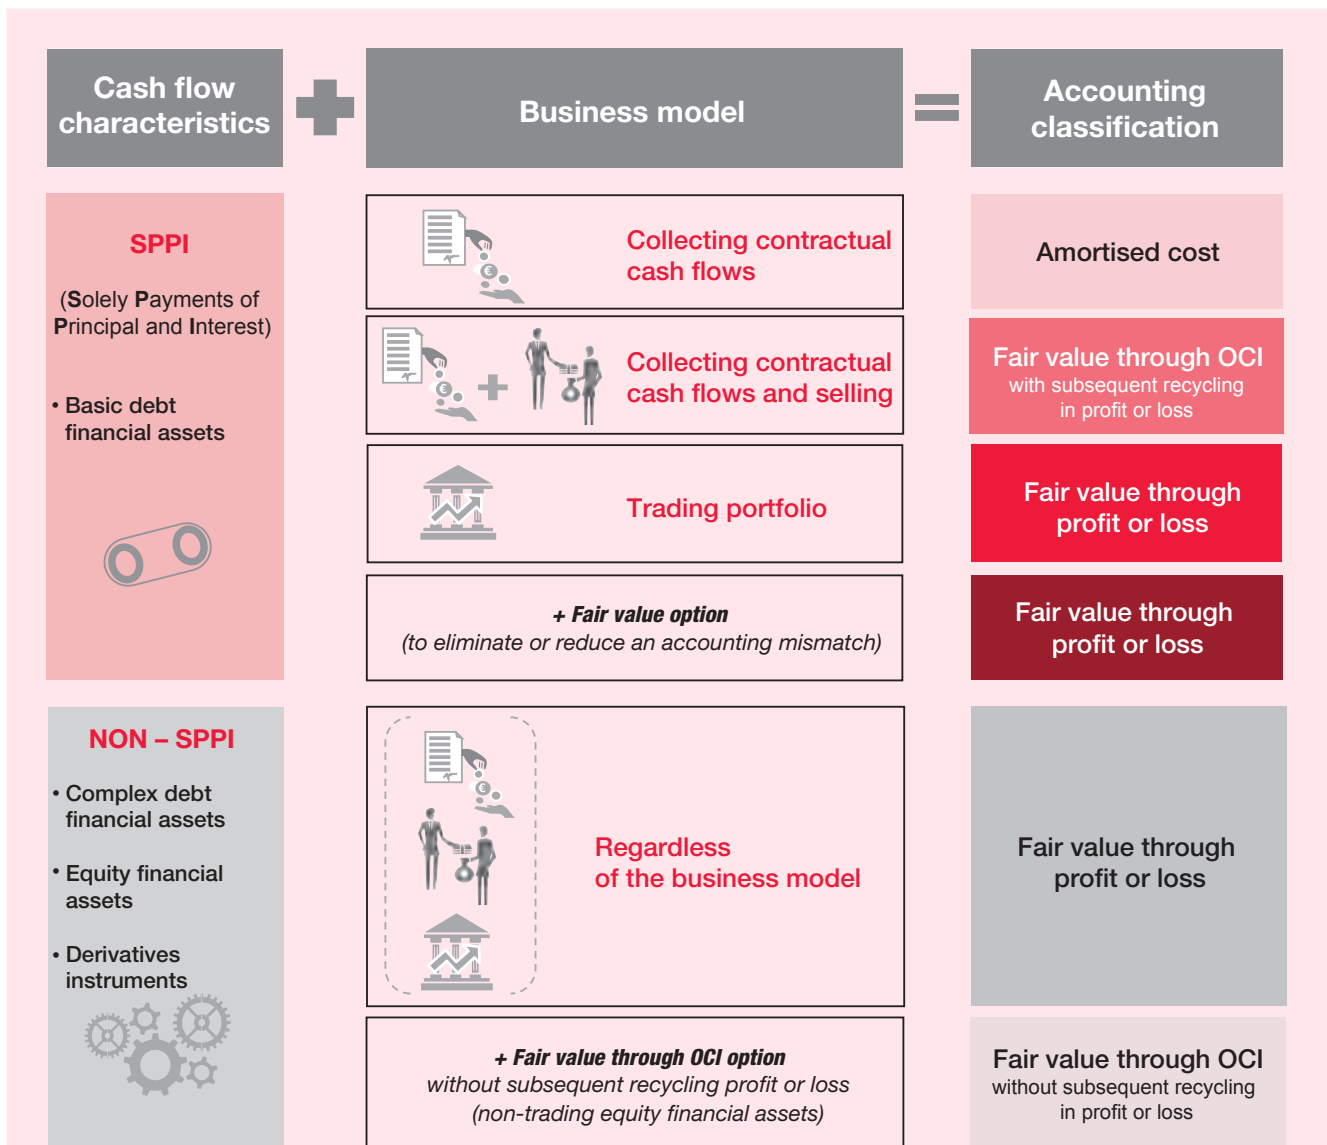 Cash flow
characteristics
Business model
Accounting
classification
SPPI
(Solely Payments of
Principal and Interest)
• Basic debt
financial assets
Collecting contractual
cash flows
Amortised cost
Collecting contractual
cash flows and selling
Fair value through OCI
with subsequent recycling
in profit or loss
Trading portfolio
Fair value through
profit or loss
+ Fair value option
(to eliminate or reduce an accounting mismatch)
Fair value through
profit or loss
NON – SPPI
• Complex debt
financial assets
• Equity financial
assets
• Derivatives
instruments
Regardless
of the business model
Fair value through
profit or loss
+ Fair value through OCI option
without subsequent recycling profit or loss
(non-trading equity financial assets)
Fair value through OCI
without subsequent recycling
in profit or loss